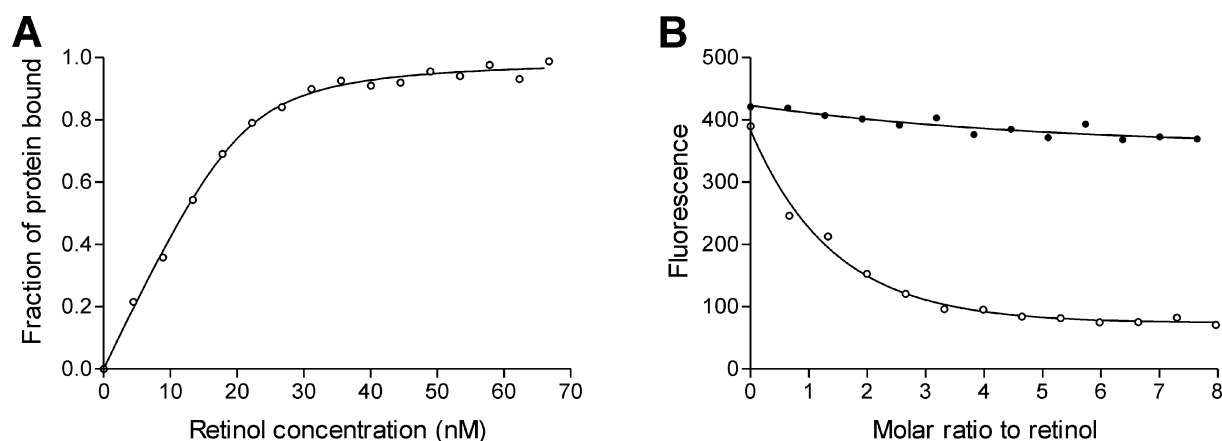 A
Fraction of protein bound
1.0
0.8
0.6
0.4
0.2
0.0
0 10 20 30 40 50 60 70
Retinol concentration (nM)
B
Fluorescence
500
400
300
200
100
0
0 1 2 3 4 5 6 7 8
Molar ratio to retinol